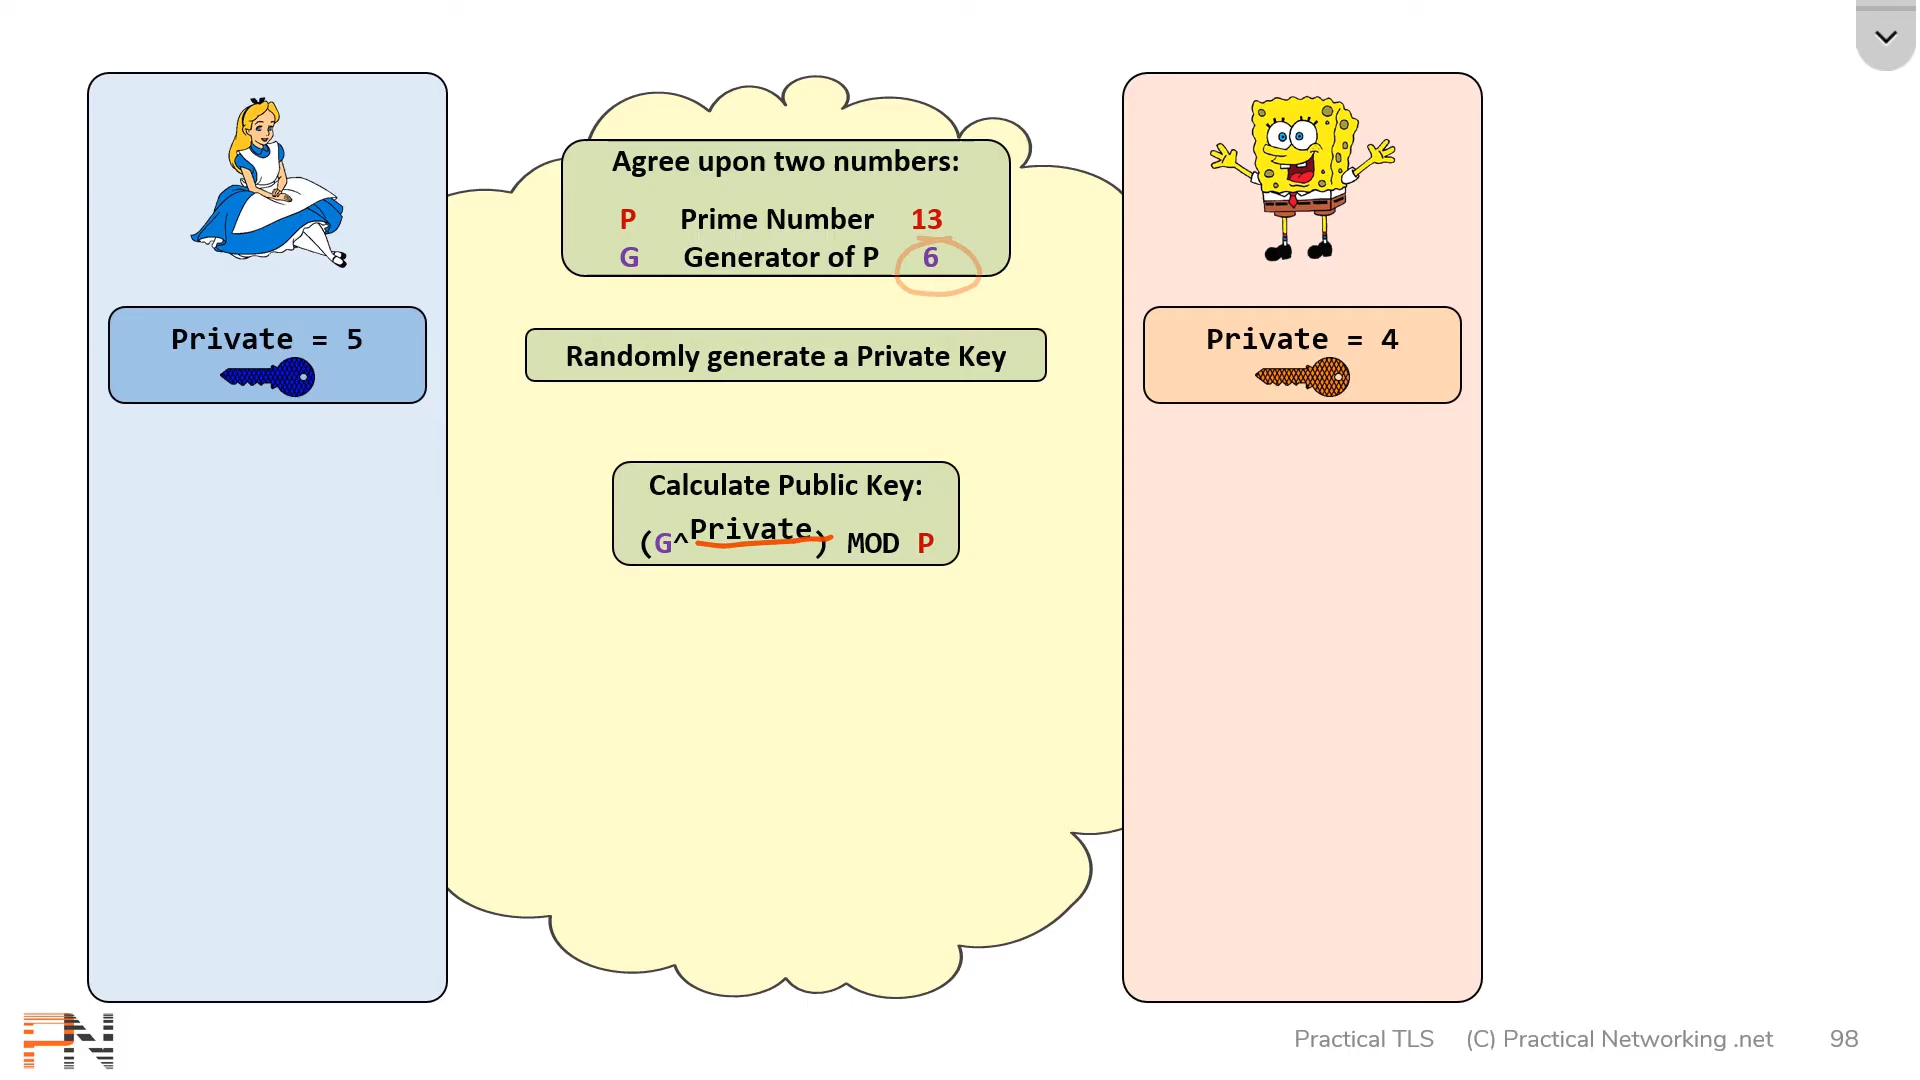 Agree upon two numbers:
P Prime Number 13
G Generator of P 6
Private = 5
Randomly generate a Private Key
Private = 4
Calculate Public Key:
(G^Private) MOD P
PN
Practical TLS (C) Practical Networking .net 98